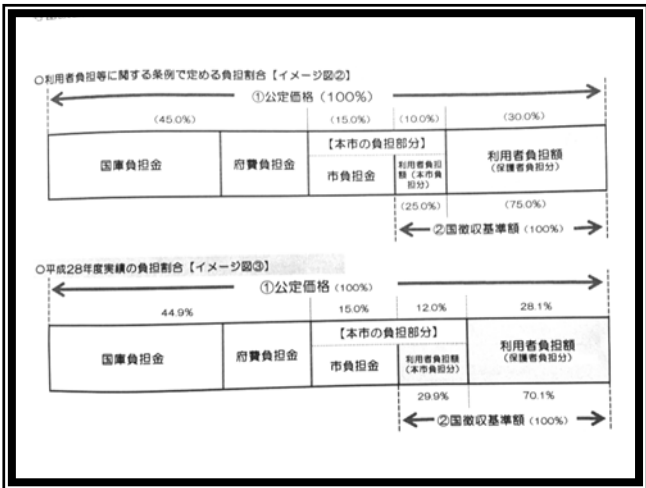 ○利用者負担等に関する条例で定める負担割合【イメージ図②】
①公定価格（100%）
（45.0%）　（15.0%）　（10.0%）　（30.0%）
国庫負担金　府費負担金　【本市の負担部分】　利用者負担額
（保護者負担分）
市負担金　利用者負担
額（本市負
担分）
（25.0%）　（75.0%）
②国徴収基準額（100%）
○平成28年度実績の負担割合【イメージ図③】
①公定価格（100%）
44.9%　15.0%　12.0%　28.1%
国庫負担金　府費負担金　【本市の負担部分】　利用者負担額
（保護者負担分）
市負担金　利用者負担額
（本市負担分）
29.9%　70.1%
②国徴収基準額（100%）